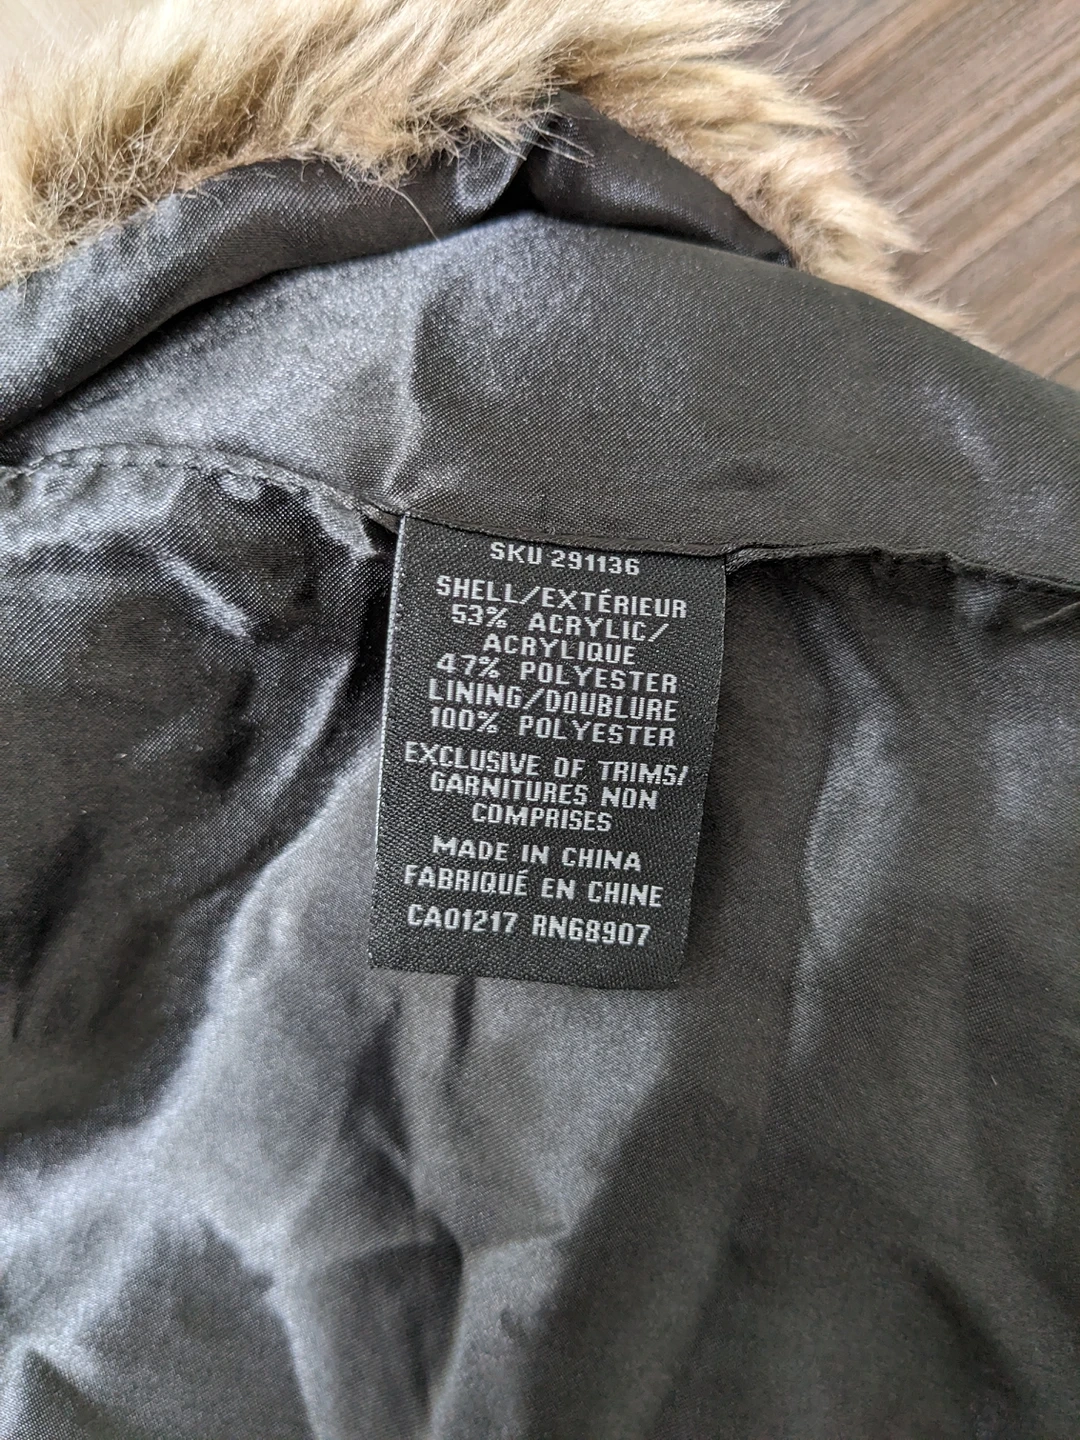 SKU 291136
SHELL/EXTÉRIEUR
53% ACRYLIC/
ACRYLIQUE
47% POLYESTER
LINING/DOUBLURE
100% POLYESTER
EXCLUSIVE OF TRIMS/
GARNITURES NON
COMPRISES
MADE IN CHINA
FABRIQUÉ EN CHINE
CA01217 RN68907